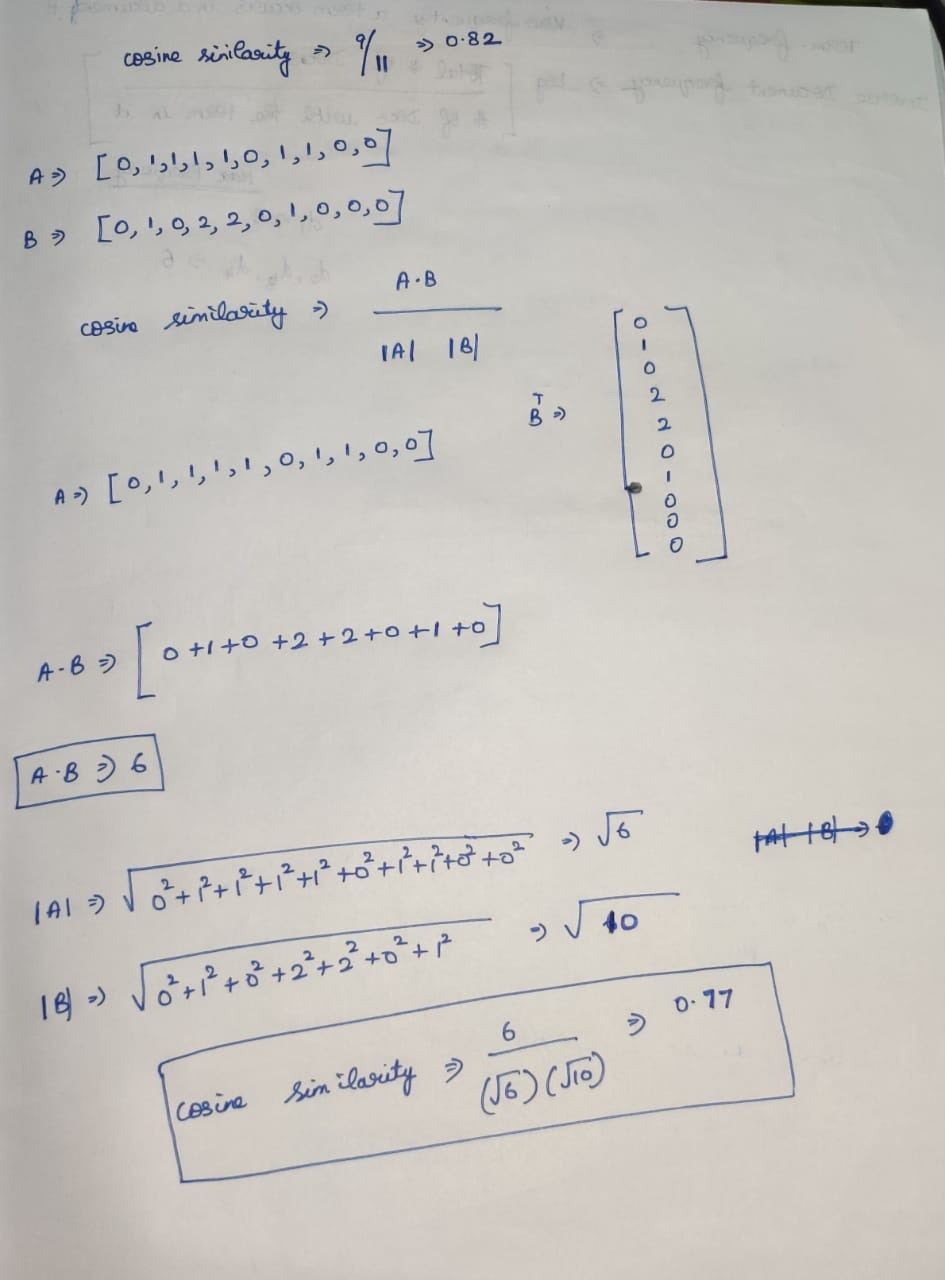 cosine similarity ⇒ 9/11 ⇒ 0.82
A ⇒ [0, 1, 1, 1, 1, 0, 1, 1, 0, 0]
B ⇒ [0, 1, 0, 2, 2, 0, 1, 0, 0, 0]
cosine similarity ⇒ A·B / |A| |B|
A ⇒ [0, 1, 1, 1, 1, 0, 1, 1, 0, 0]
Bᵀ ⇒
0
1
0
2
2
0
1
0
0
0
A·B ⇒ [0 + 1 + 0 + 2 + 2 + 0 + 1 + 0]
A·B ⇒ 6
|A| ⇒ √0² + 1² + 1² + 1² + 1² + 0² + 1² + 1² + 0² + 0² ⇒ √6
|A| |B| ⇒
|B| ⇒ √0² + 1² + 0² + 2² + 2² + 0² + 1² ⇒ √10
cosine similarity ⇒ 6 / (√6) (√10) ⇒ 0.77